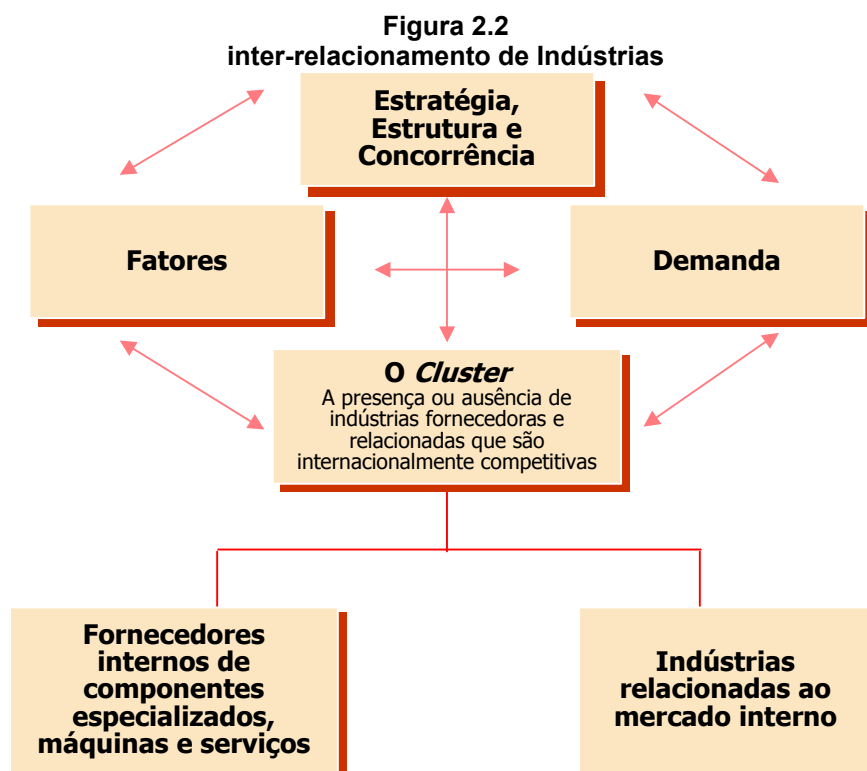 Figura 2.2
inter-relacionamento de Indústrias
Estratégia,
Estrutura e
Concorrência
Fatores
Demanda
O Cluster
A presença ou ausência de
indústrias fornecedoras e
relacionadas que são
internacionalmente competitivas
Fornecedores
internos de
componentes
especializados,
máquinas e serviços
Indústrias
relacionadas ao
mercado interno